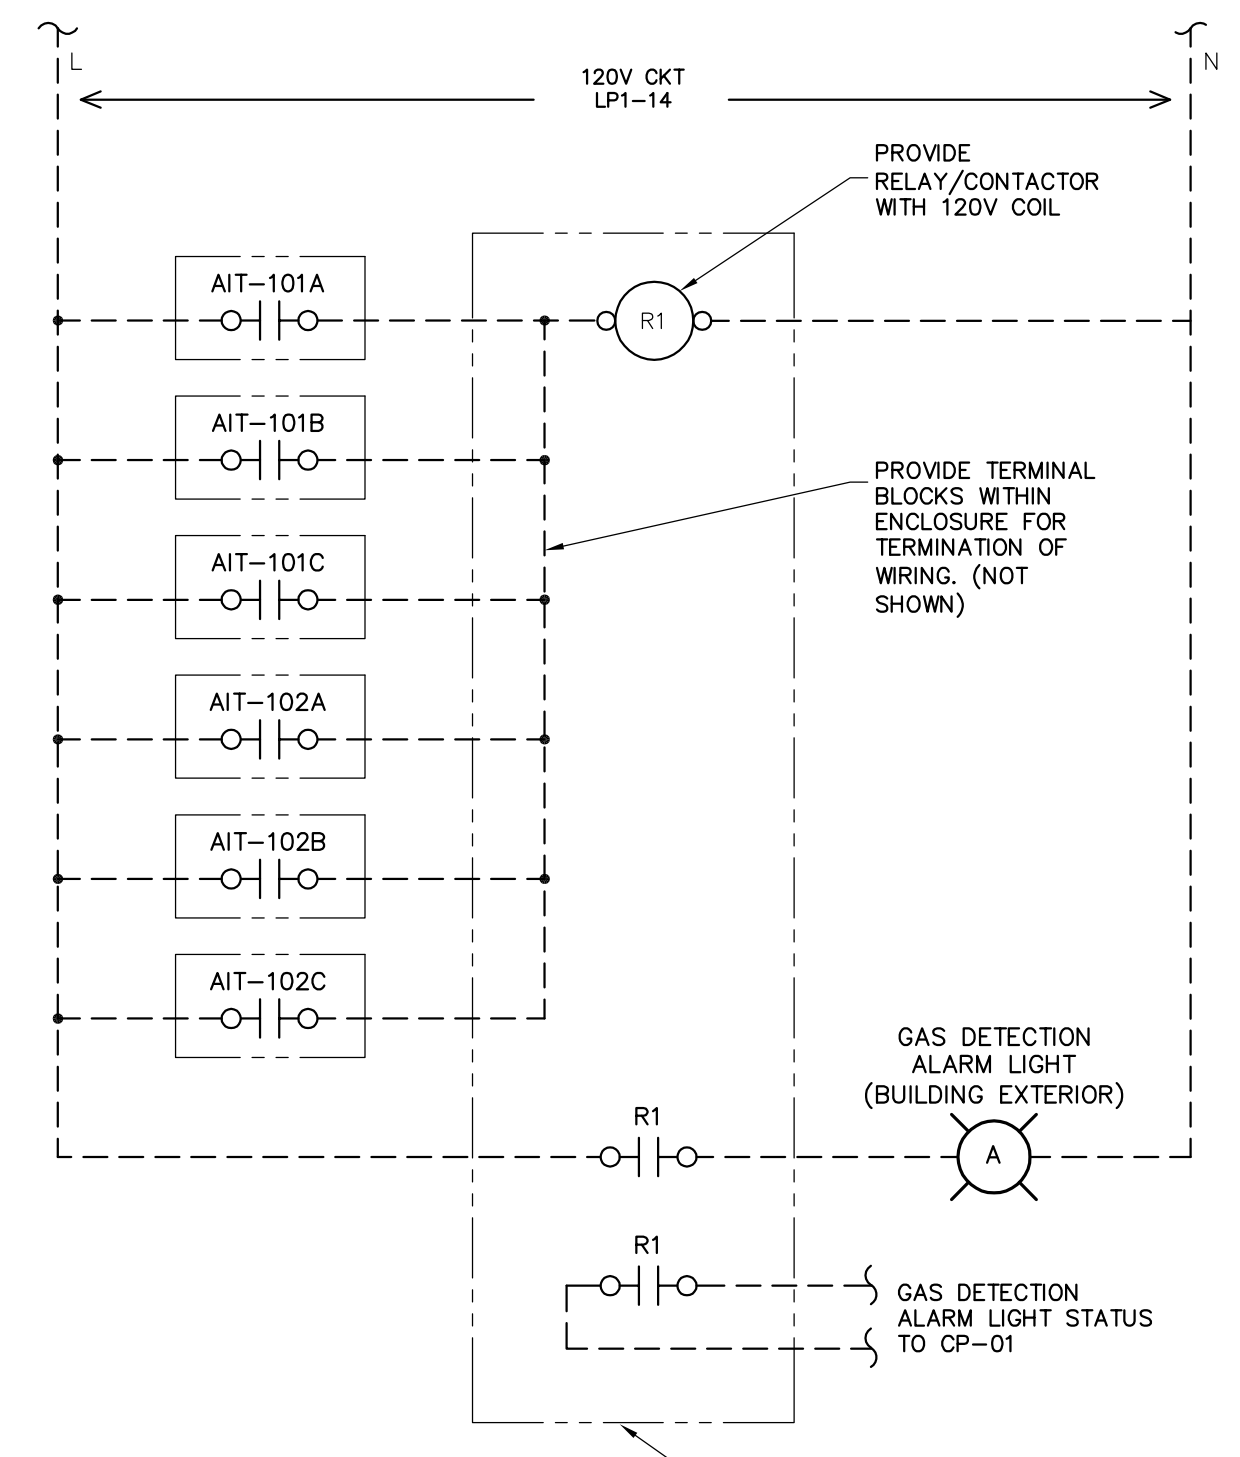 L
N
120V CKT
LP1-14
PROVIDE
RELAY/CONTACTOR
WITH 120V COIL
AIT-101A
R1
AIT-101B
PROVIDE TERMINAL
BLOCKS WITHIN
ENCLOSURE FOR
TERMINATION OF
WIRING. (NOT
SHOWN)
AIT-101C
AIT-102A
AIT-102B
AIT-102C
GAS DETECTION
ALARM LIGHT
(BUILDING EXTERIOR)
R1
A
R1
GAS DETECTION
ALARM LIGHT STATUS
TO CP-01